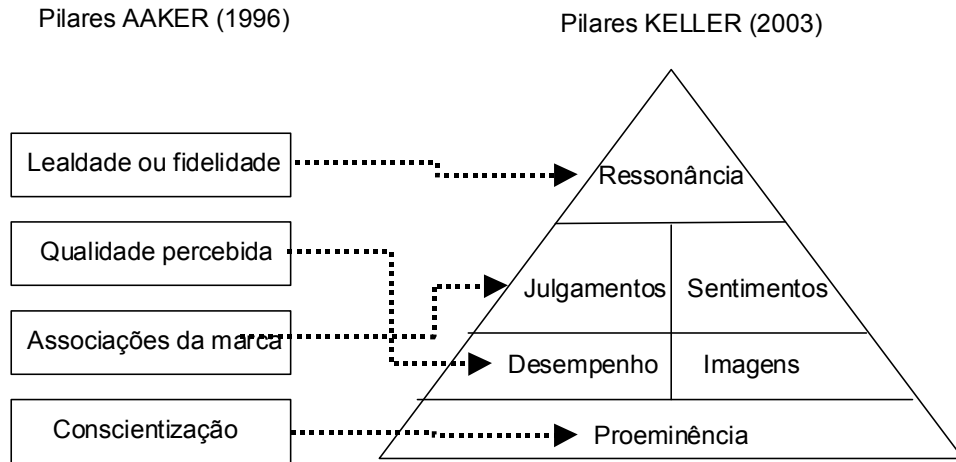 Pilares AAKER (1996)
Pilares KELLER (2003)
Lealdade ou fidelidade
Qualidade percebida
Associações da marca
Conscientização
Ressonância
Julgamentos
Sentimentos
Desempenho
Imagens
Proeminência